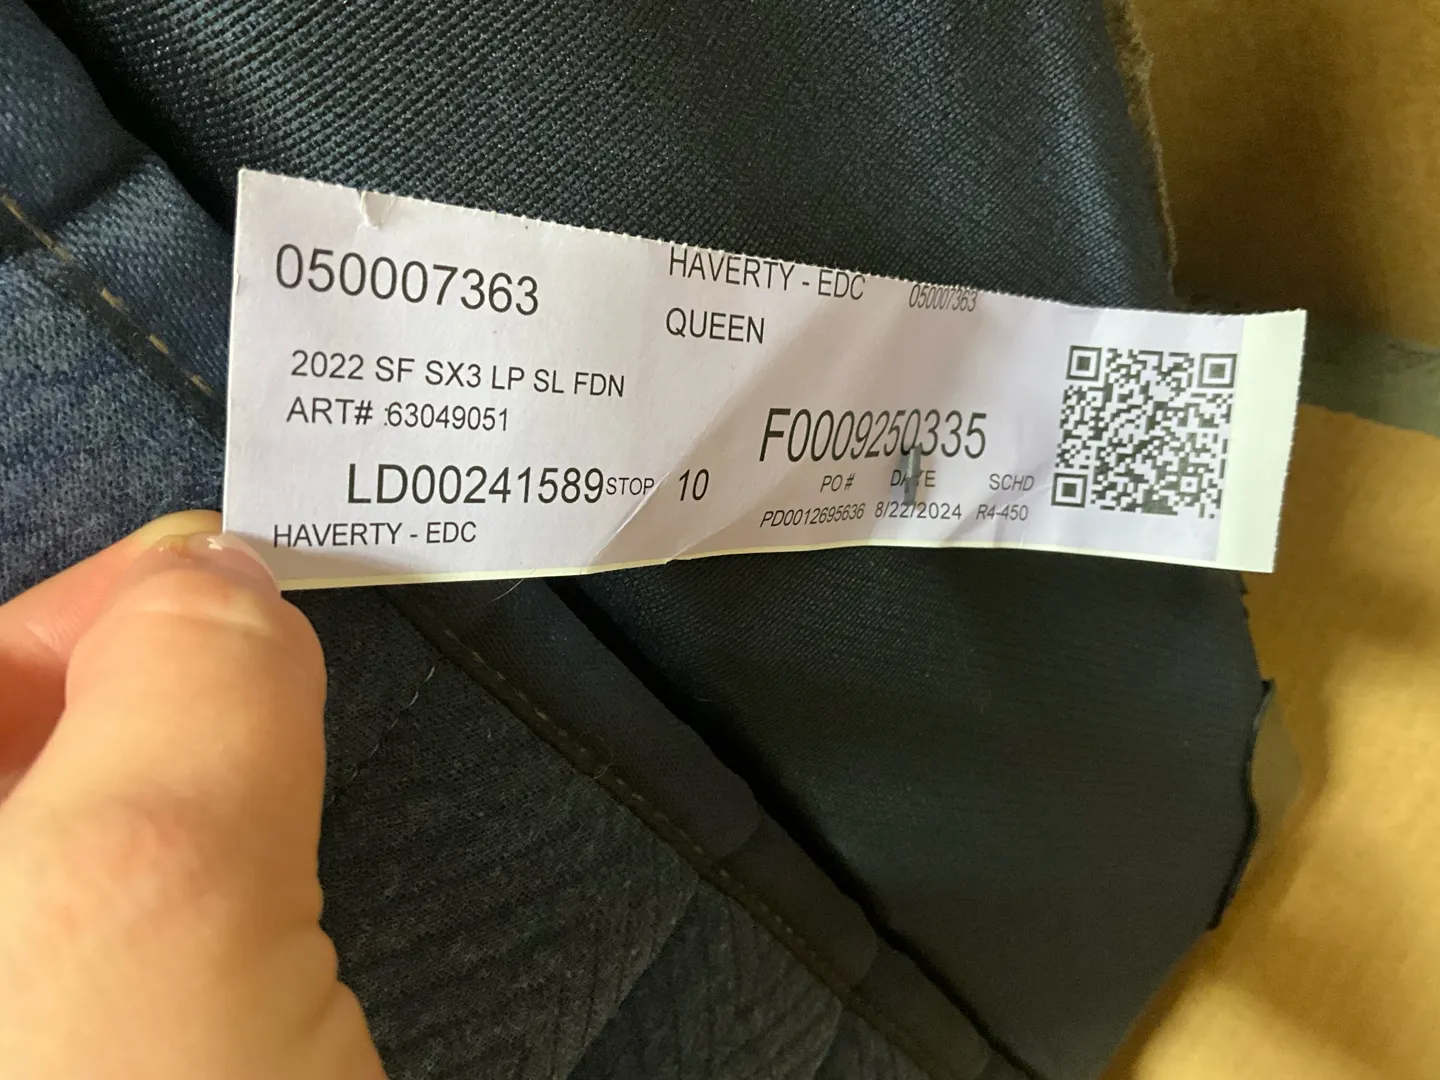 050007363
HAVERTY - EDC
050007363
QUEEN
2022 SF SX3 LP SL FDN
ART# :63049051
F0009250335
LD00241589 STOP 10
PO # DATE SCHD
PD0012695636 8/22/2024 R4-450
HAVERTY - EDC